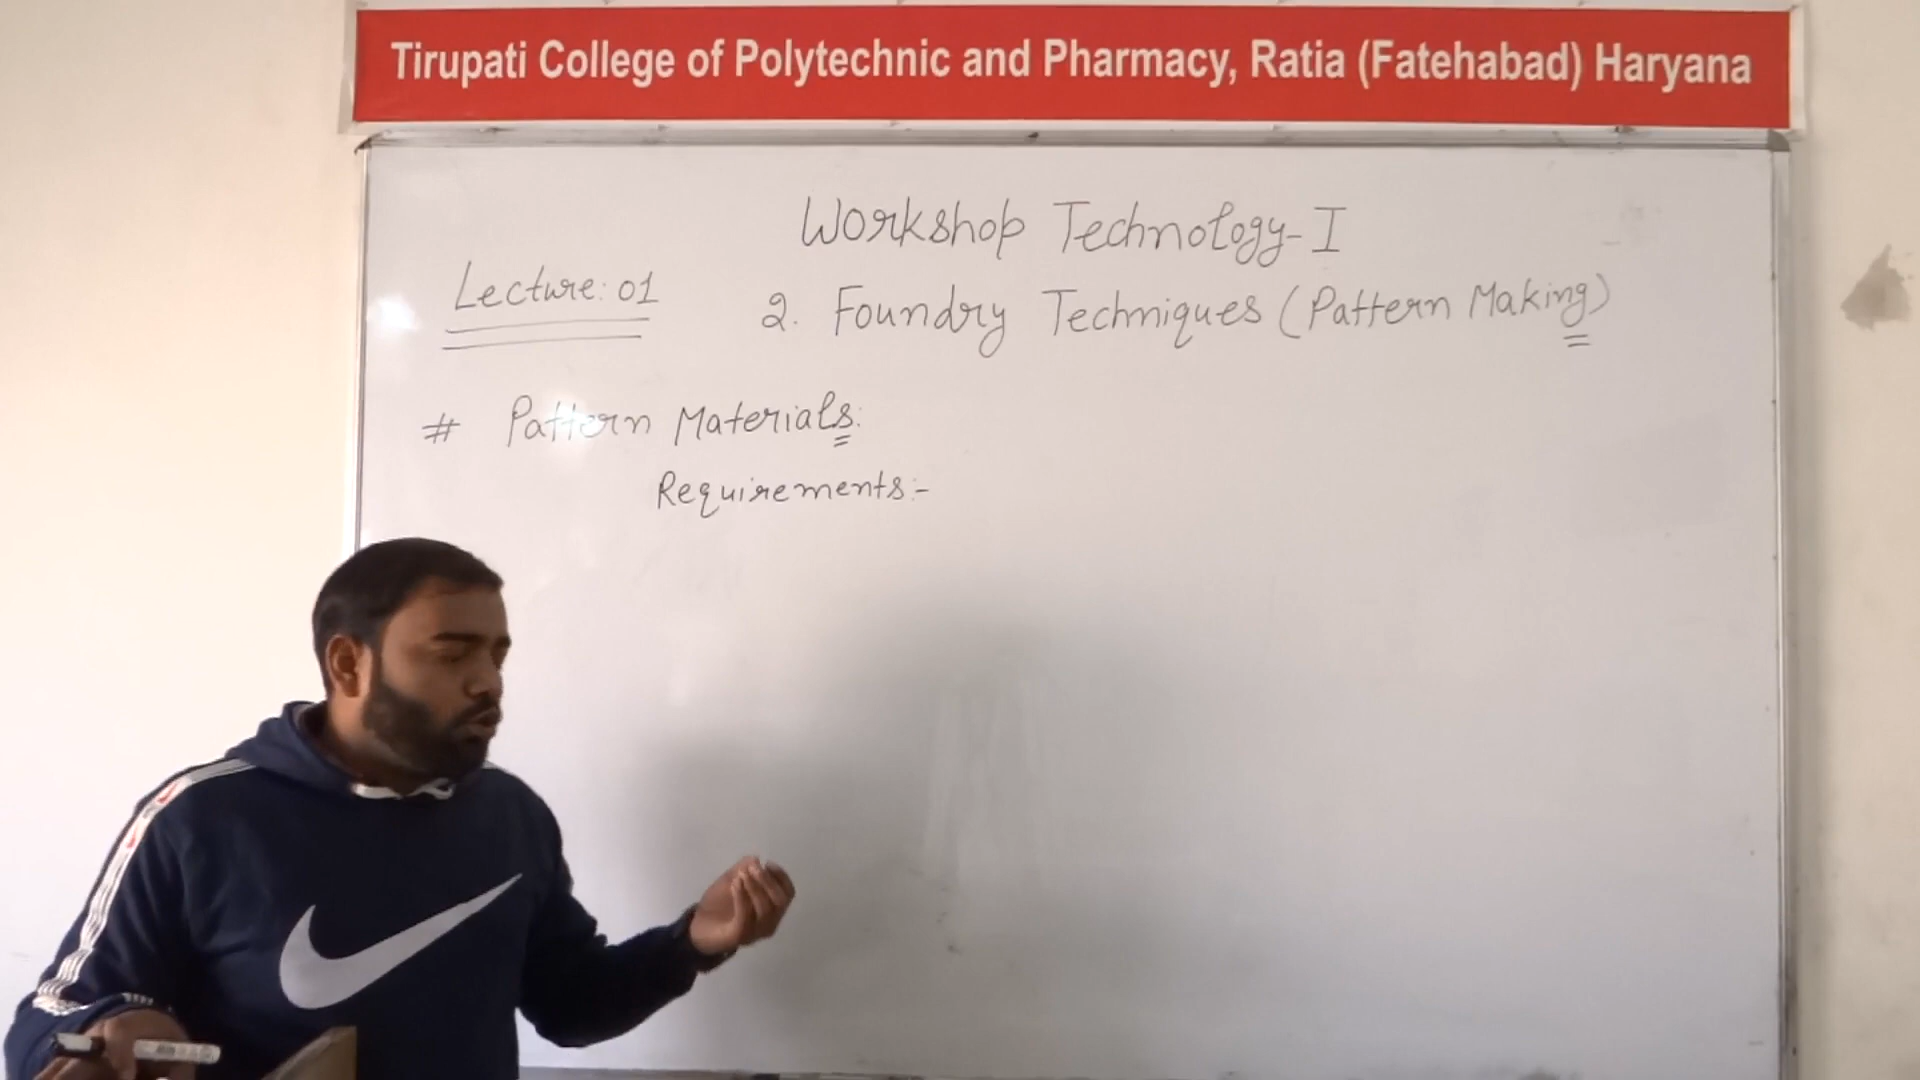 Tirupati College of Polytechnic and Pharmacy, Ratia (Fatehabad) Haryana
Workshop Technology-I
Lecture: 01
2. Foundry Techniques (Pattern Making)
# Pattern Materials:
Requirements:-